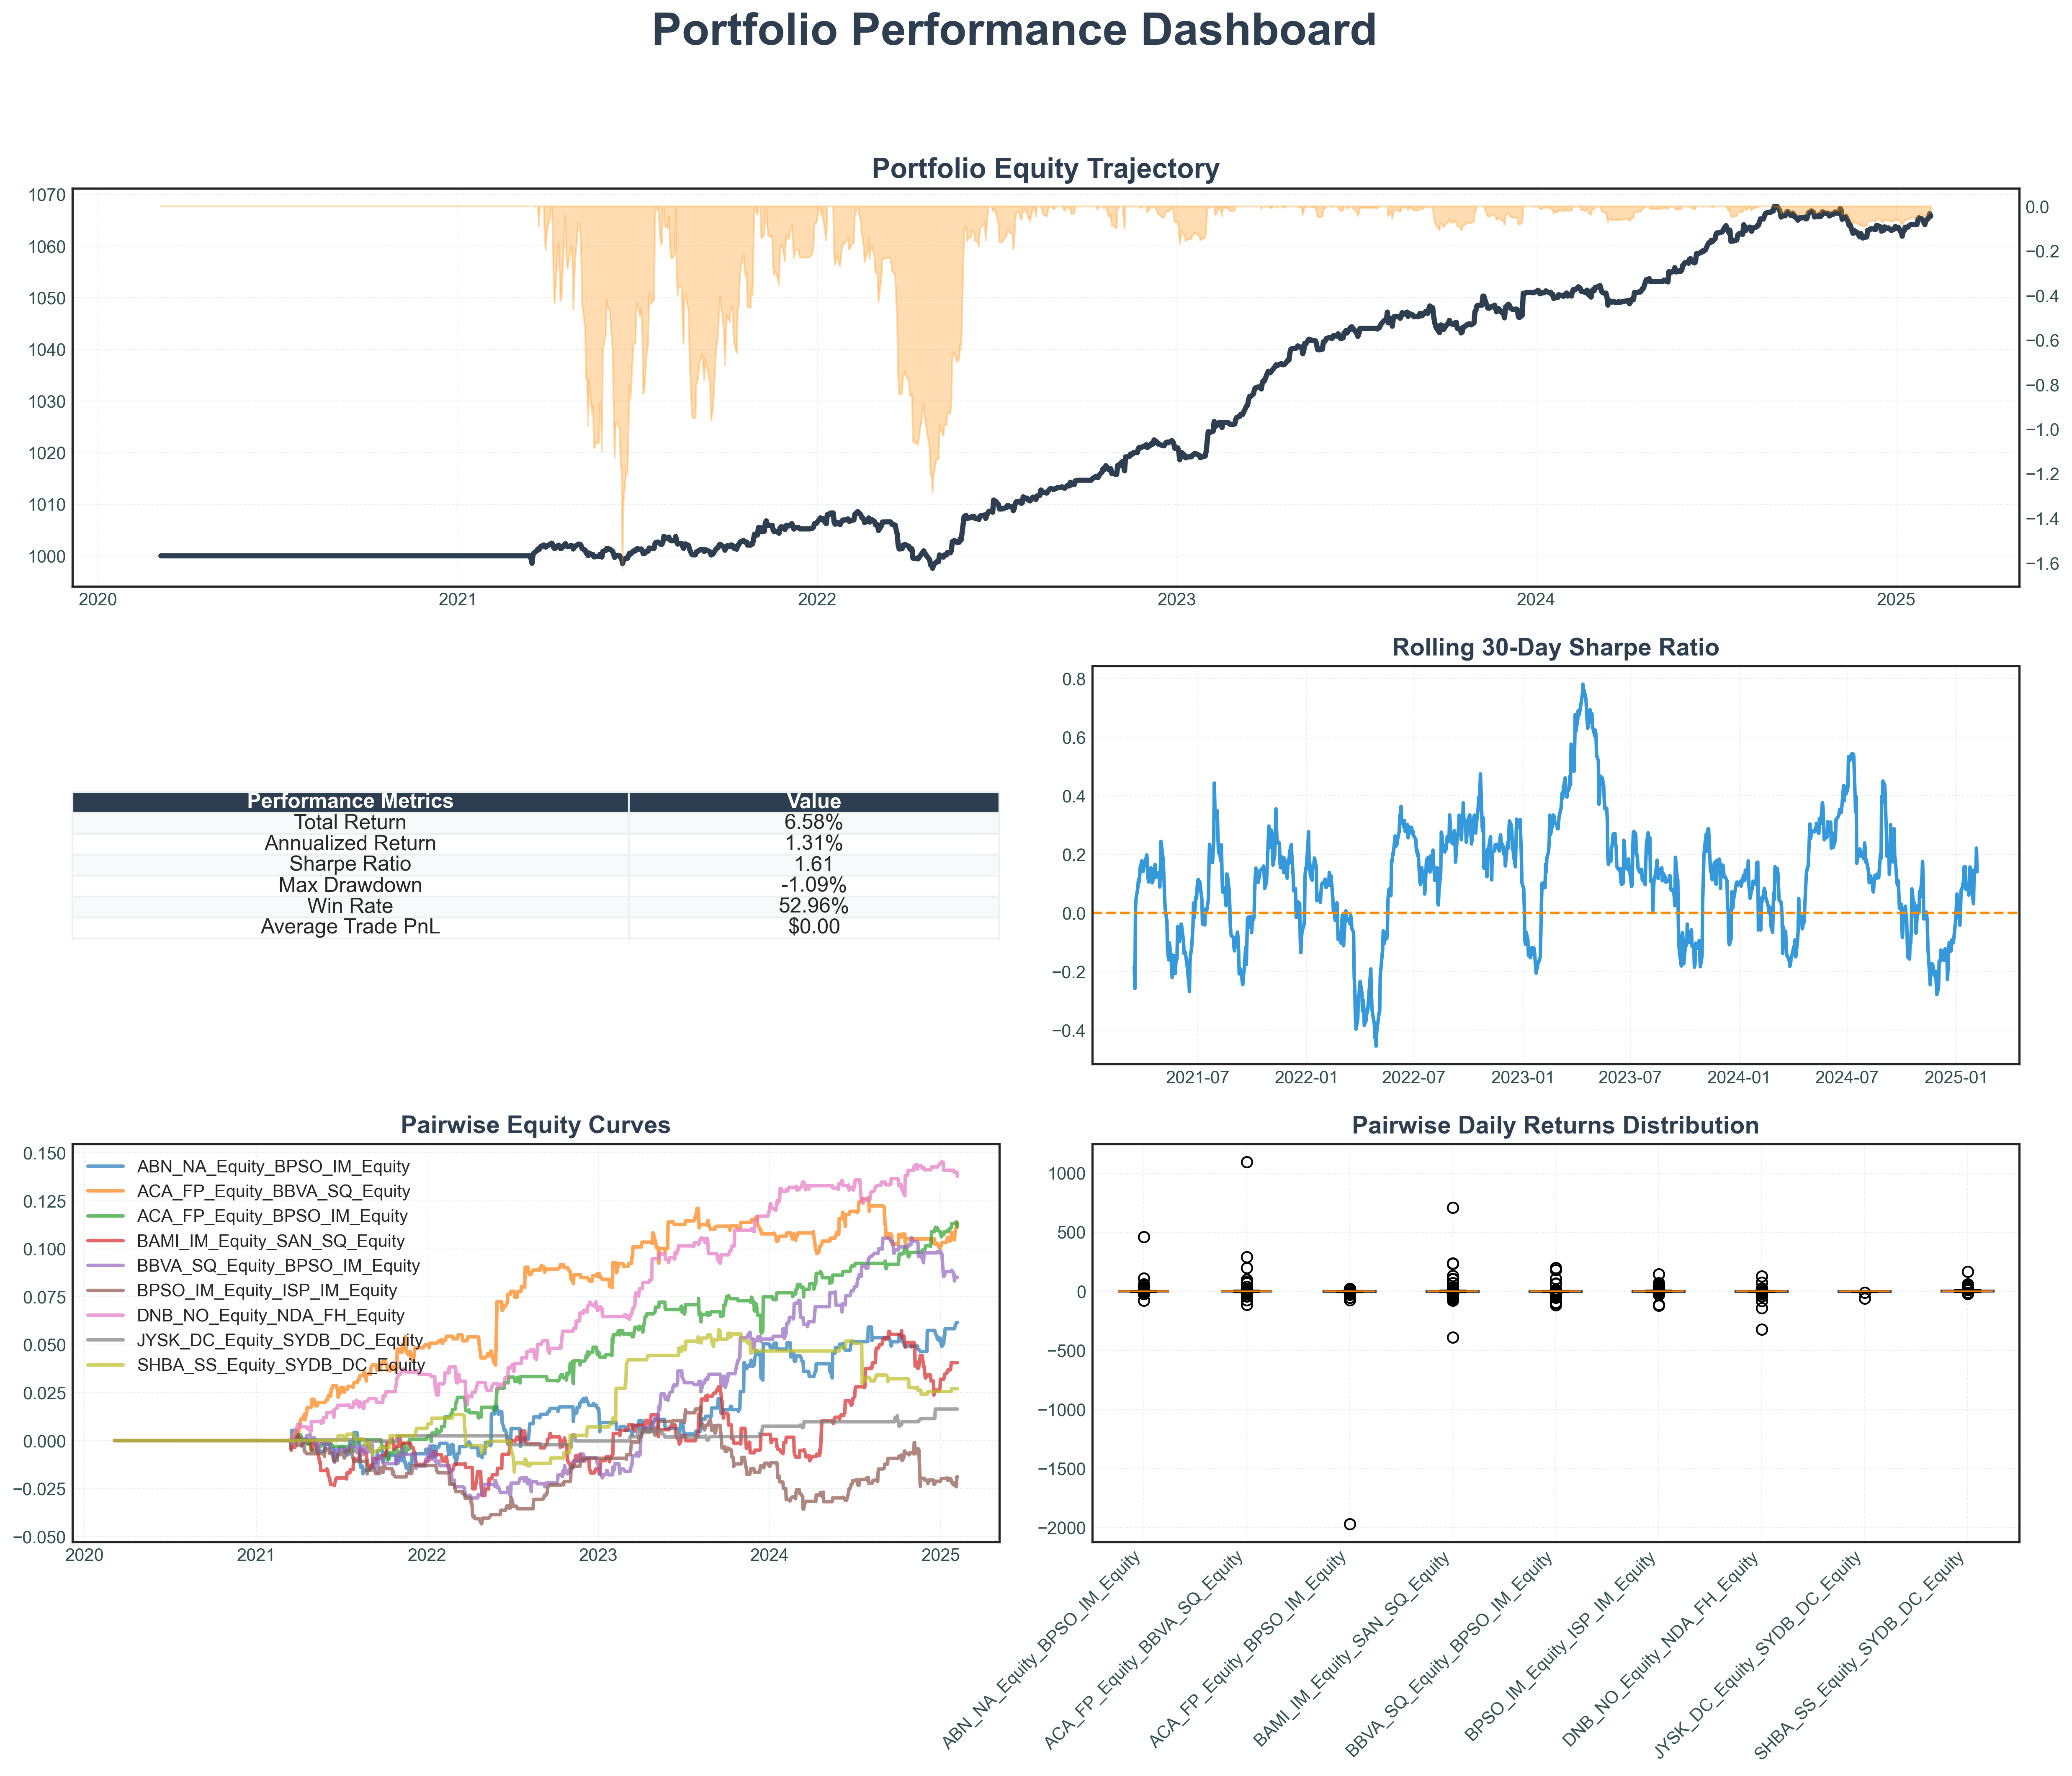 Portfolio Performance Dashboard
Portfolio Equity Trajectory
1070
1060
1050
1040
1030
1020
1010
1000
0.0
−0.2
−0.4
−0.6
−0.8
−1.0
−1.2
−1.4
−1.6
2020 2021 2022 2023 2024 2025
Performance Metrics Value
Total Return 6.58%
Annualized Return 1.31%
Sharpe Ratio 1.61
Max Drawdown -1.09%
Win Rate 52.96%
Average Trade PnL $0.00
Rolling 30-Day Sharpe Ratio
0.8
0.6
0.4
0.2
0.0
−0.2
−0.4
2021-07 2022-01 2022-07 2023-01 2023-07 2024-01 2024-07 2025-01
Pairwise Equity Curves
0.150
0.125
0.100
0.075
0.050
0.025
0.000
−0.025
−0.050
ABN_NA_Equity_BPSO_IM_Equity
ACA_FP_Equity_BBVA_SQ_Equity
ACA_FP_Equity_BPSO_IM_Equity
BAMI_IM_Equity_SAN_SQ_Equity
BBVA_SQ_Equity_BPSO_IM_Equity
BPSO_IM_Equity_ISP_IM_Equity
DNB_NO_Equity_NDA_FH_Equity
JYSK_DC_Equity_SYDB_DC_Equity
SHBA_SS_Equity_SYDB_DC_Equity
2020 2021 2022 2023 2024 2025
Pairwise Daily Returns Distribution
1000
500
0
−500
−1000
−1500
−2000
ABN_NA_Equity_BPSO_IM_Equity
ACA_FP_Equity_BBVA_SQ_Equity
ACA_FP_Equity_BPSO_IM_Equity
BAMI_IM_Equity_SAN_SQ_Equity
BBVA_SQ_Equity_BPSO_IM_Equity
BPSO_IM_Equity_ISP_IM_Equity
DNB_NO_Equity_NDA_FH_Equity
JYSK_DC_Equity_SYDB_DC_Equity
SHBA_SS_Equity_SYDB_DC_Equity